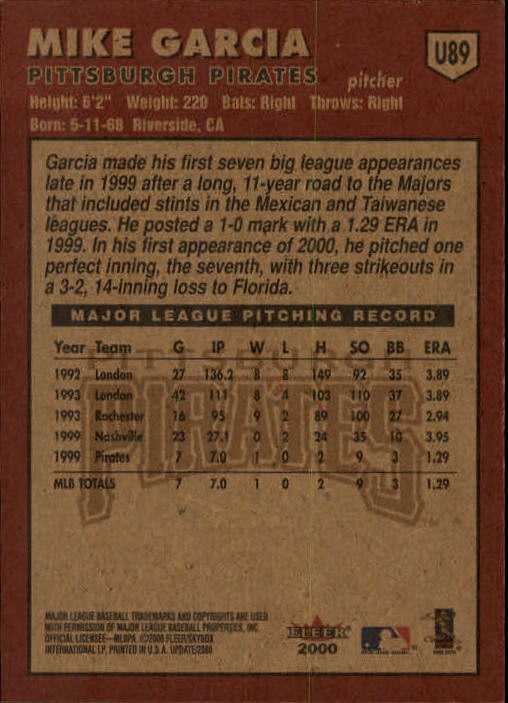 MIKE GARCIA
U89
PITTSBURGH PIRATES pitcher
Height: 6'2" Weight: 220 Bats: Right Throws: Right
Born: 5-11-68 Riverside, CA
Garcia made his first seven big league appearances
late in 1999 after a long, 11-year road to the Majors
that included stints in the Mexican and Taiwanese
leagues. He posted a 1-0 mark with a 1.29 ERA in
1999. In his first appearance of 2000, he pitched one
perfect inning, the seventh, with three strikeouts in
a 3-2, 14-inning loss to Florida.
MAJOR LEAGUE PITCHING RECORD
Year Team G IP W L H SO BB ERA
PITTSBURGH
PIRATES
1992 London 27 136.2 8 8 149 92 35 3.89
1993 London 42 111 8 4 103 110 37 3.89
1993 Rochester 16 95 9 2 89 100 27 2.94
1999 Nashville 23 27.1 0 2 24 35 10 3.95
1999 Pirates 7 7.0 1 0 2 9 3 1.29
MLB TOTALS 7 7.0 1 0 2 9 3 1.29
MAJOR LEAGUE BASEBALL TRADEMARKS AND COPYRIGHTS ARE USED
WITH PERMISSION OF MAJOR LEAGUE BASEBALL PROPERTIES, INC.
OFFICIAL LICENSEE—MLBPA ©2000 FLEER/SKYBOX
INTERNATIONAL LP, PRINTED IN U.S.A. UPDATE/2000
FLEER
2000